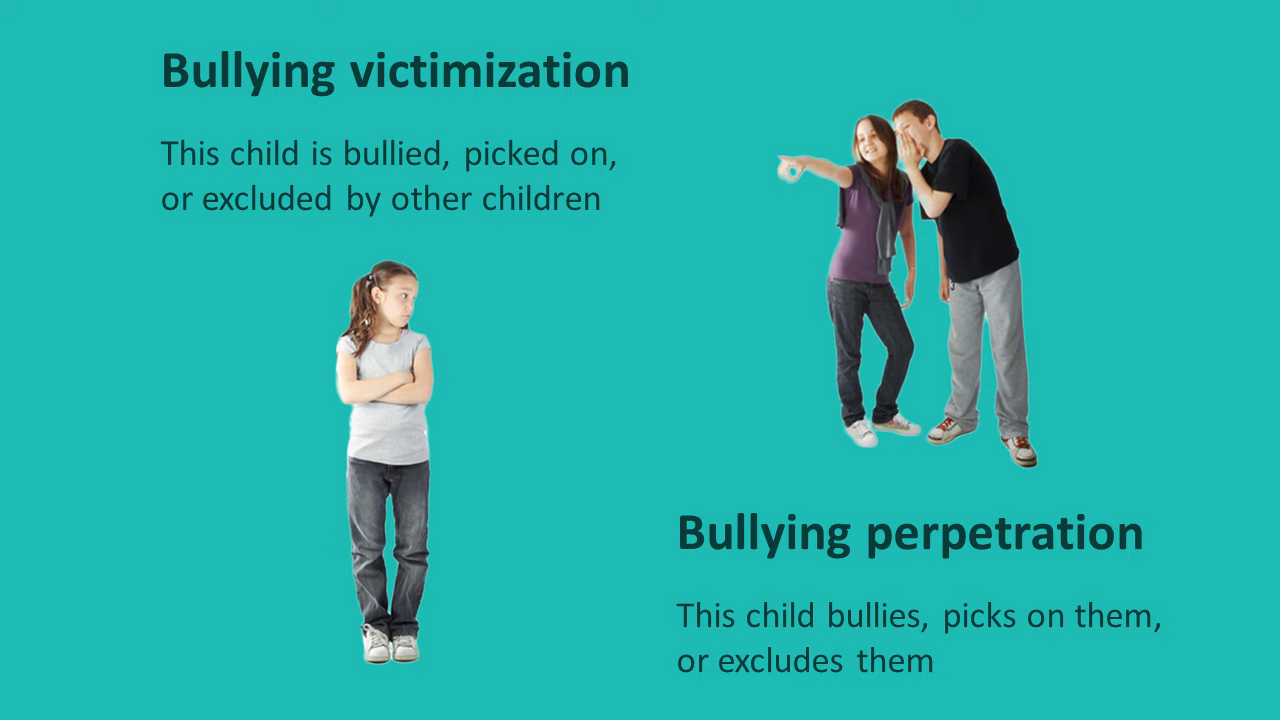 Bullying victimization
This child is bullied, picked on,
or excluded by other children
Bullying perpetration
This child bullies, picks on them,
or excludes them